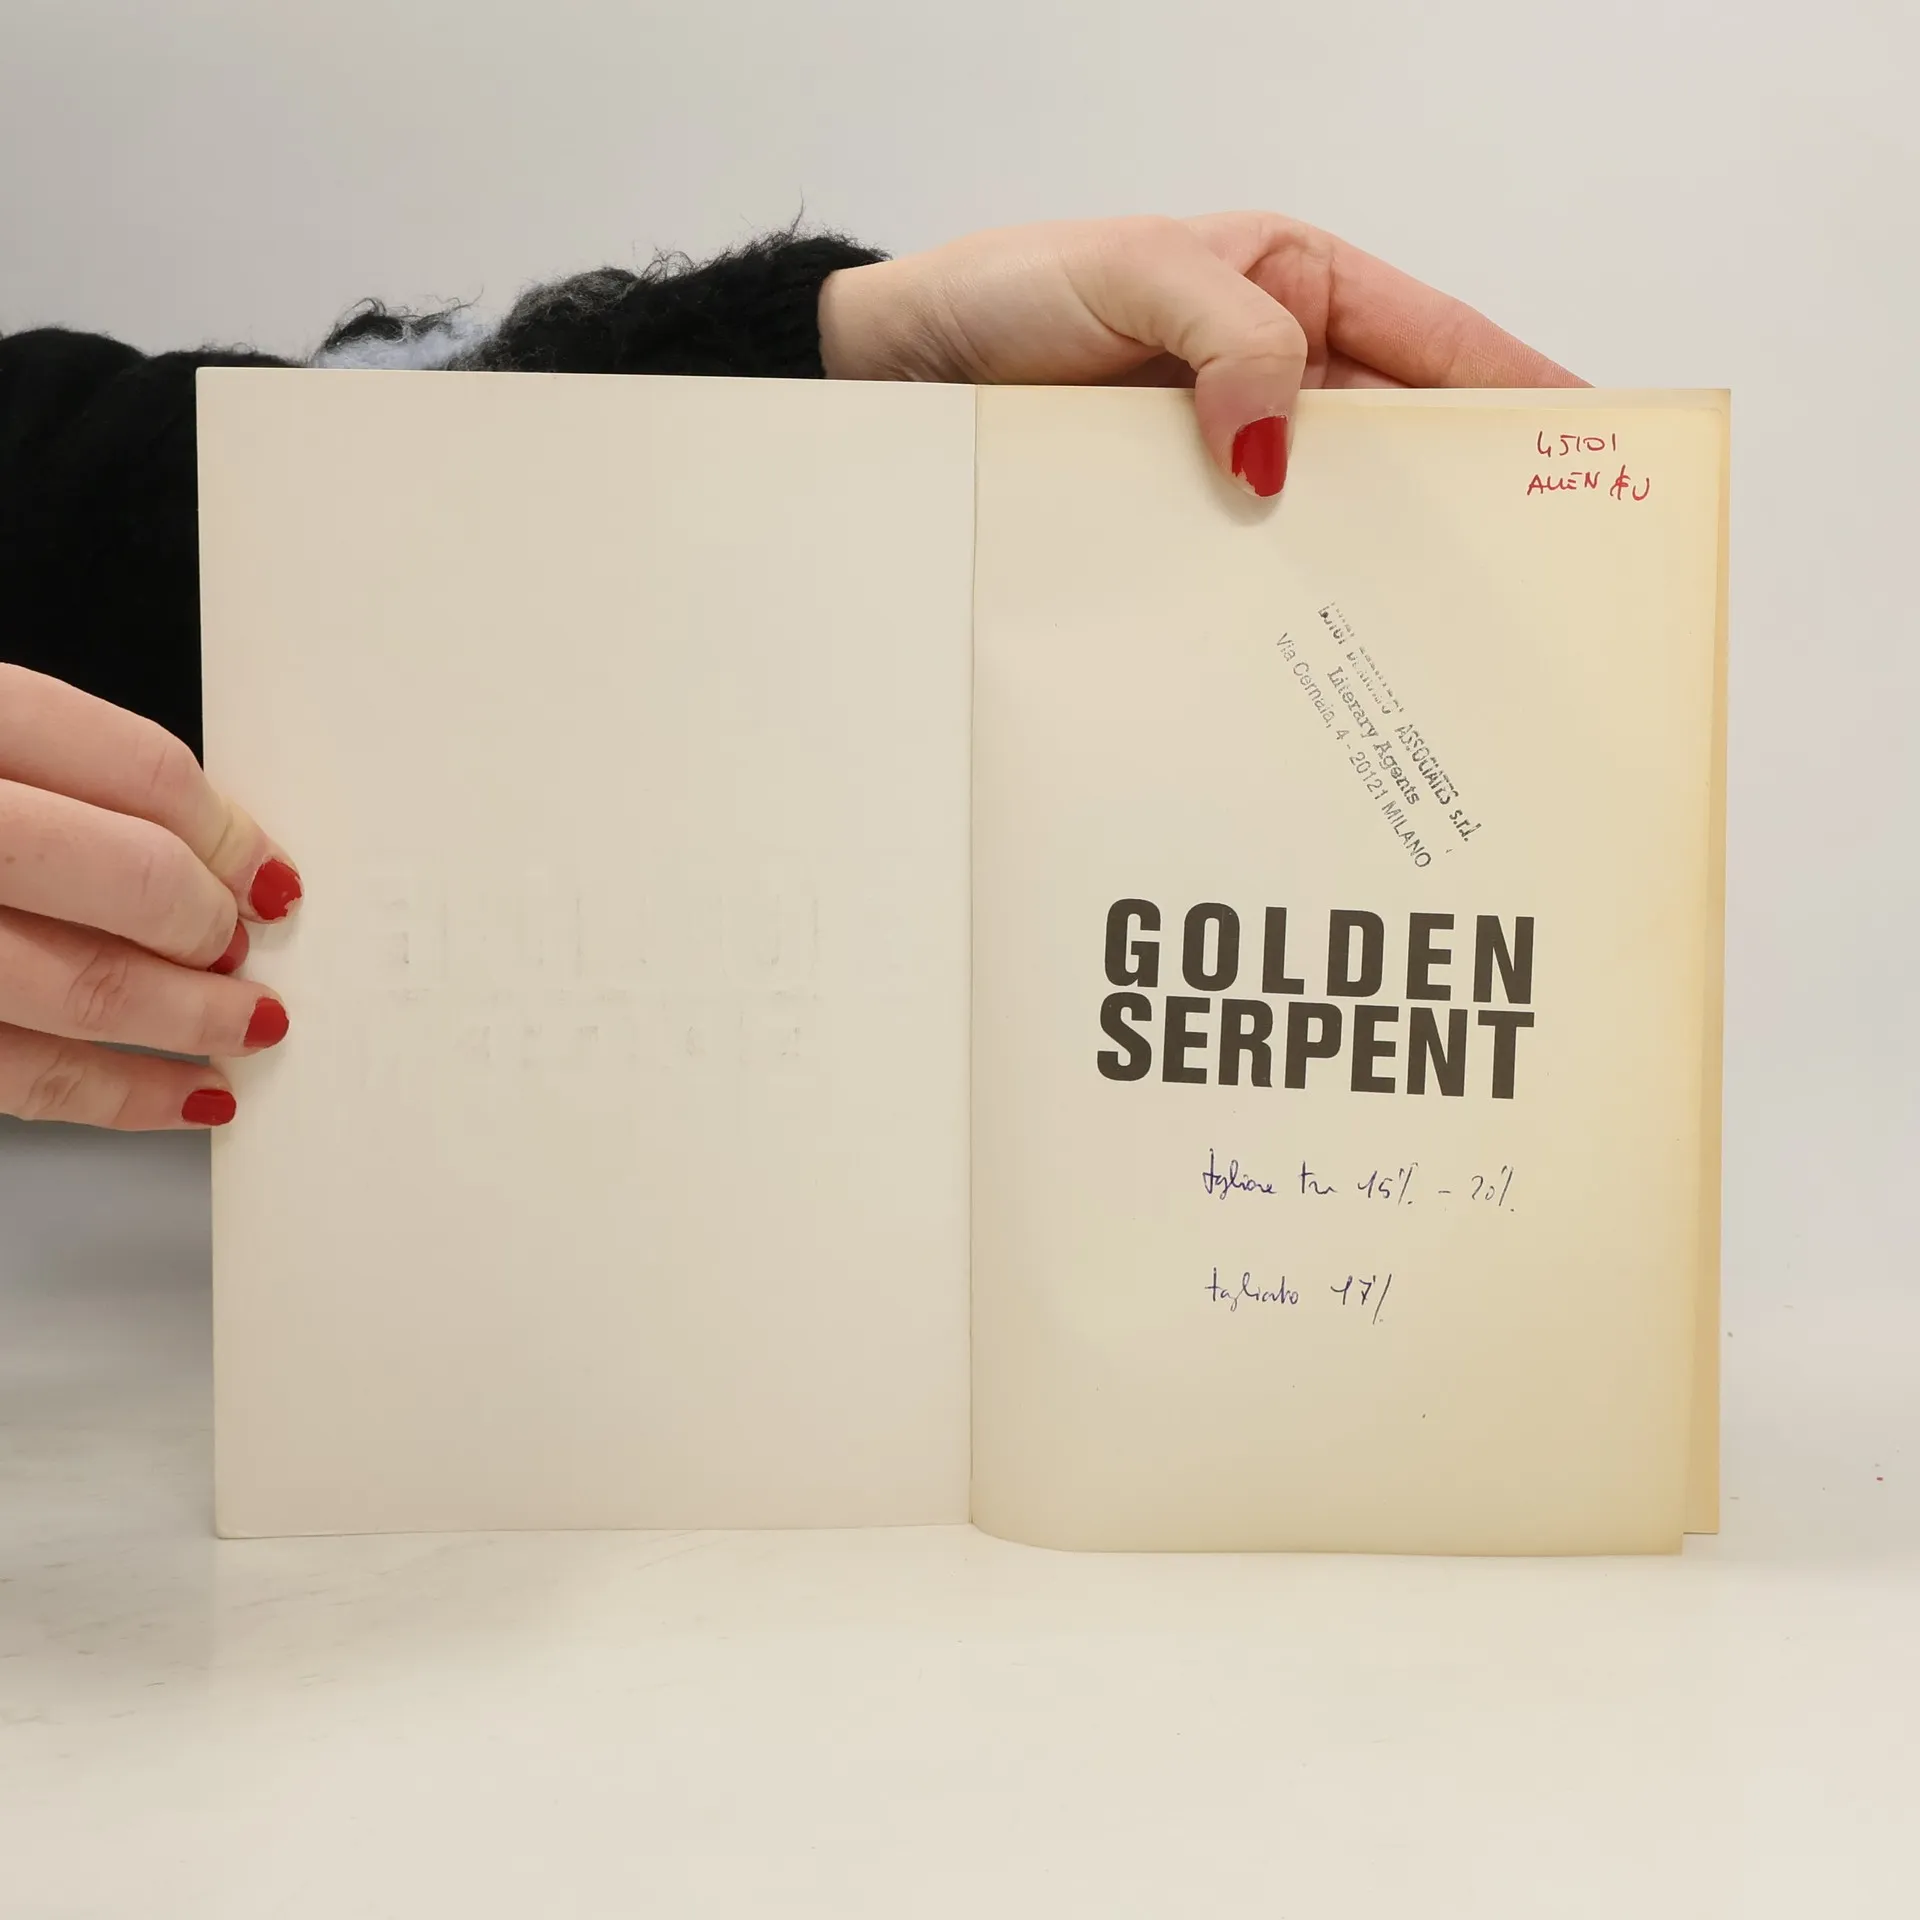 45101
ALLEN & U
ASSOCIATES s.r.l.
Literary Agents
Via Cernaia, 4 - 20121 MILANO
GOLDEN
SERPENT
tagliare tra 15% - 20%
tagliato 17%